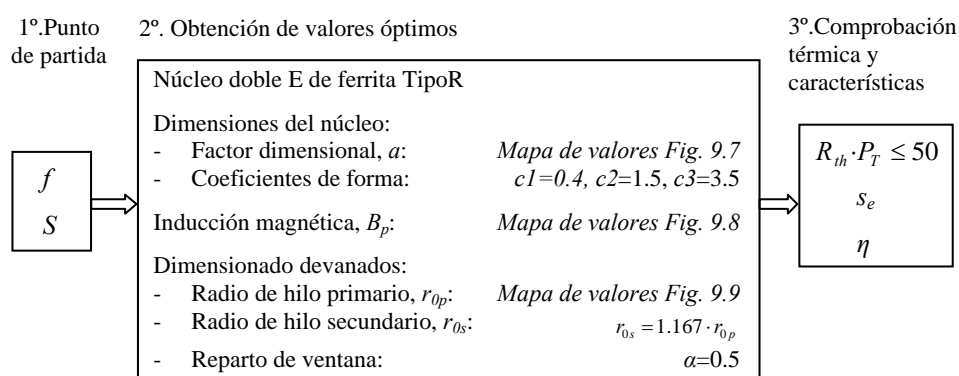 1º.Punto de partida
2º. Obtención de valores óptimos
3º.Comprobación térmica y características
f
S
Núcleo doble E de ferrita TipoR
Dimensiones del núcleo:
- Factor dimensional, a: Mapa de valores Fig. 9.7
- Coeficientes de forma: c1=0.4, c2=1.5, c3=3.5
Inducción magnética, Bp: Mapa de valores Fig. 9.8
Dimensionado devanados:
- Radio de hilo primario, r0p: Mapa de valores Fig. 9.9
- Radio de hilo secundario, r0s: r0s = 1.167 · r0p
- Reparto de ventana: α=0.5
Rth·PT ≤ 50
se
η